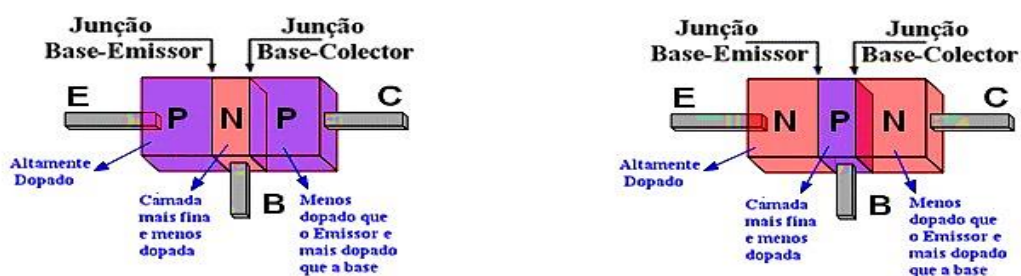 Junção
Base-Emissor
Junção
Base-Colector
E
P
N
P
C
Altamente
Dopado
Camada
mais fina
e menos
dopada
B
Menos
dopado que
o Emissor e
mais dopado
que a base
Junção
Base-Emissor
Junção
Base-Colector
E
N
P
N
C
Altamente
Dopado
Camada
mais fina
e menos
dopada
B
Menos
dopado que
o Emissor e
mais dopado
que a base